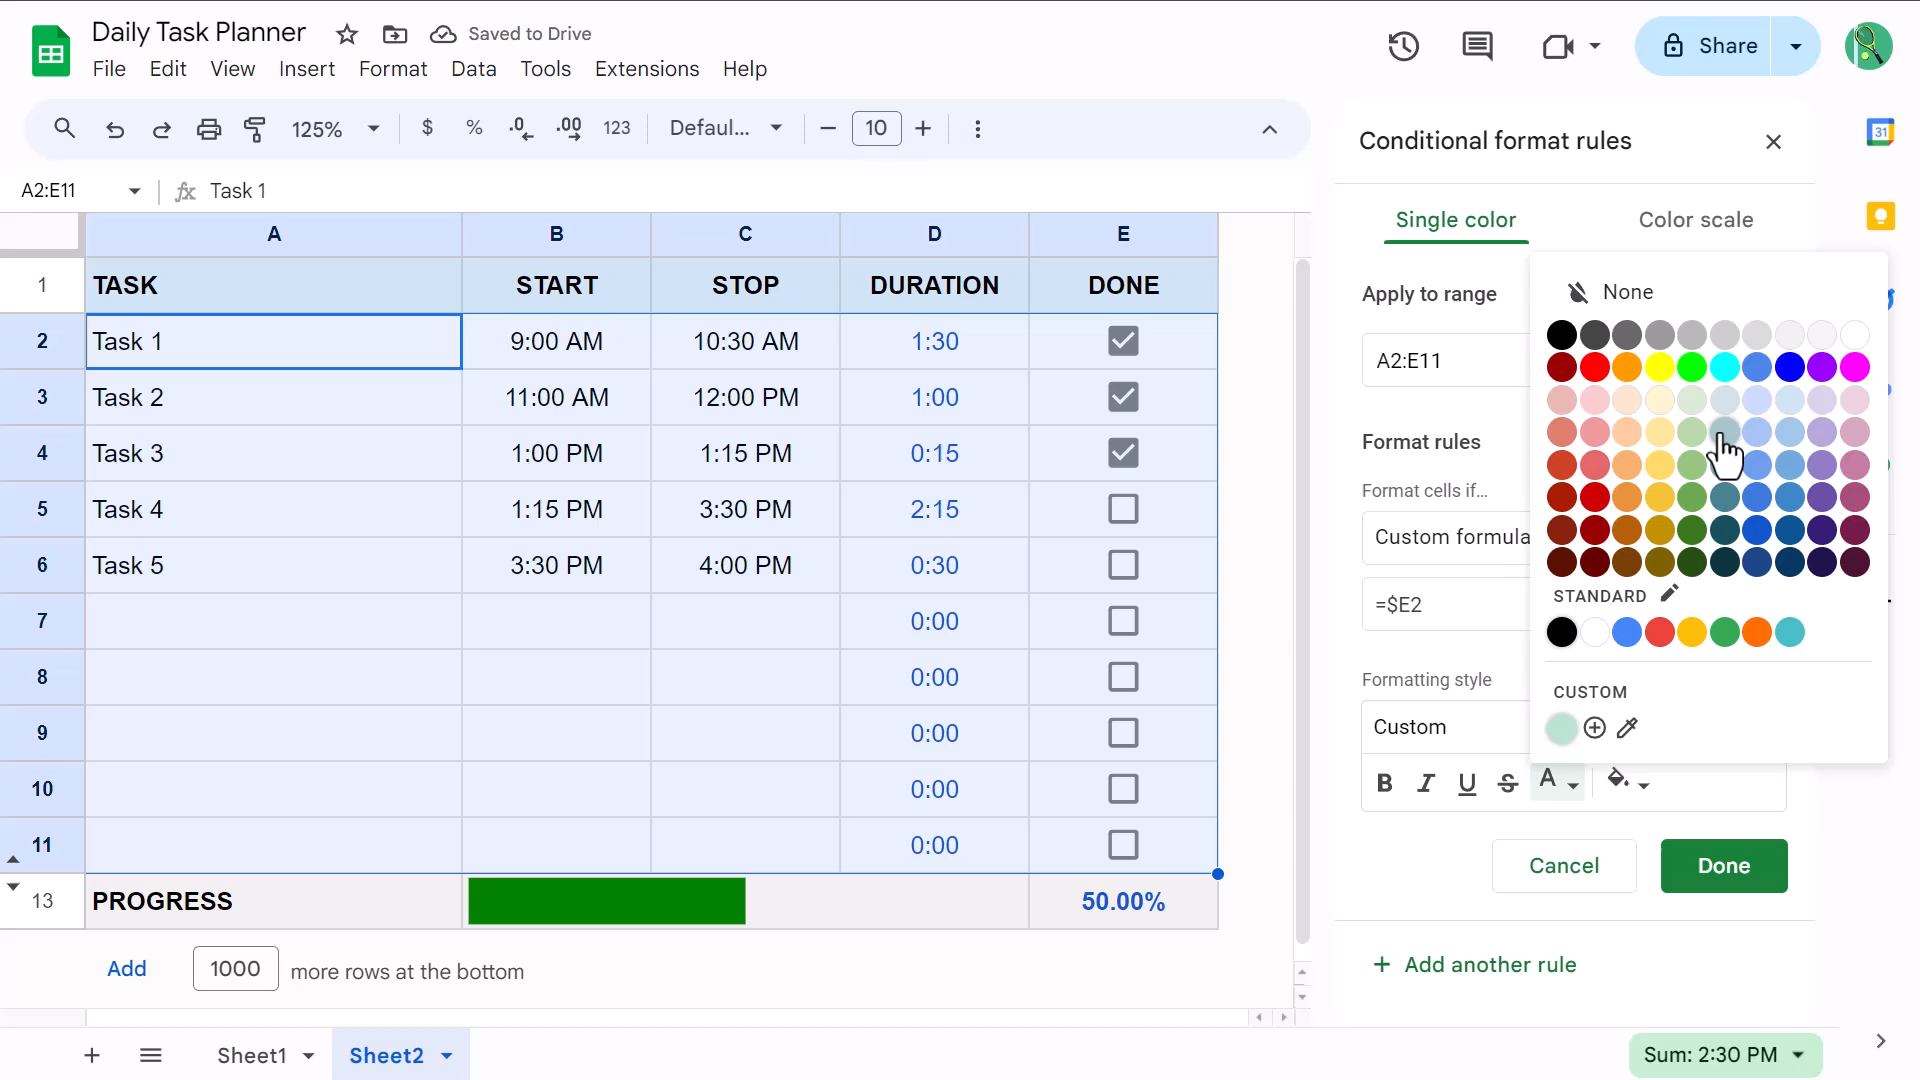 Daily Task Planner
Saved to Drive
File Edit View Insert Format Data Tools Extensions Help
Share
125% $ % .0 .00 123 Defaul... 10
A2:E11 fx Task 1
A B C D E
1 TASK START STOP DURATION DONE
2 Task 1 9:00 AM 10:30 AM 1:30
3 Task 2 11:00 AM 12:00 PM 1:00
4 Task 3 1:00 PM 1:15 PM 0:15
5 Task 4 1:15 PM 3:30 PM 2:15
6 Task 5 3:30 PM 4:00 PM 0:30
7 0:00
8 0:00
9 0:00
10 0:00
11 0:00
13 PROGRESS 50.00%
Add 1000 more rows at the bottom
Sheet1 Sheet2
Sum: 2:30 PM
Conditional format rules
31
Single color Color scale
Apply to range
A2:E11
Format rules
Format cells if...
Custom formula
=$E2
Formatting style
Custom
B I U S A
None
STANDARD
CUSTOM
Cancel Done
+ Add another rule